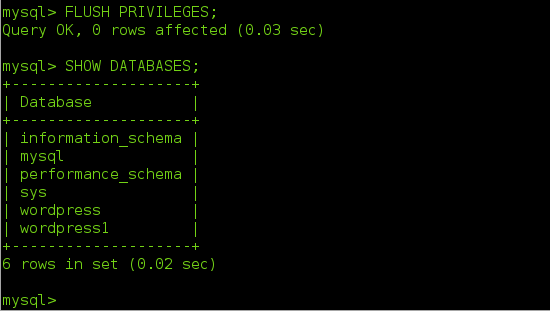 mysql> FLUSH PRIVILEGES;
Query OK, 0 rows affected (0.03 sec)
mysql> SHOW DATABASES;
+--------------------+
| Database           |
+--------------------+
| information_schema |
| mysql              |
| performance_schema |
| sys                |
| wordpress          |
| wordpress1         |
+--------------------+
6 rows in set (0.02 sec)
mysql>